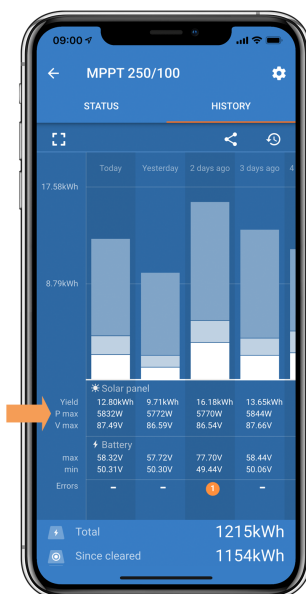 09:00
MPPT 250/100
STATUS HISTORY
Today Yesterday 2 days ago 3 days ago 4
17.58kWh
8.79kWh
Solar panel
Yield 12.80kWh 9.71kWh 16.18kWh 13.65kWh
P max 5832W 5772W 5770W 5844W
V max 87.49V 86.59V 86.54V 87.66V
Battery
max 58.32V 57.72V 77.70V 58.44V
min 50.31V 50.30V 49.44V 50.06V
Errors – – 1 –
Total 1215kWh
Since cleared 1154kWh